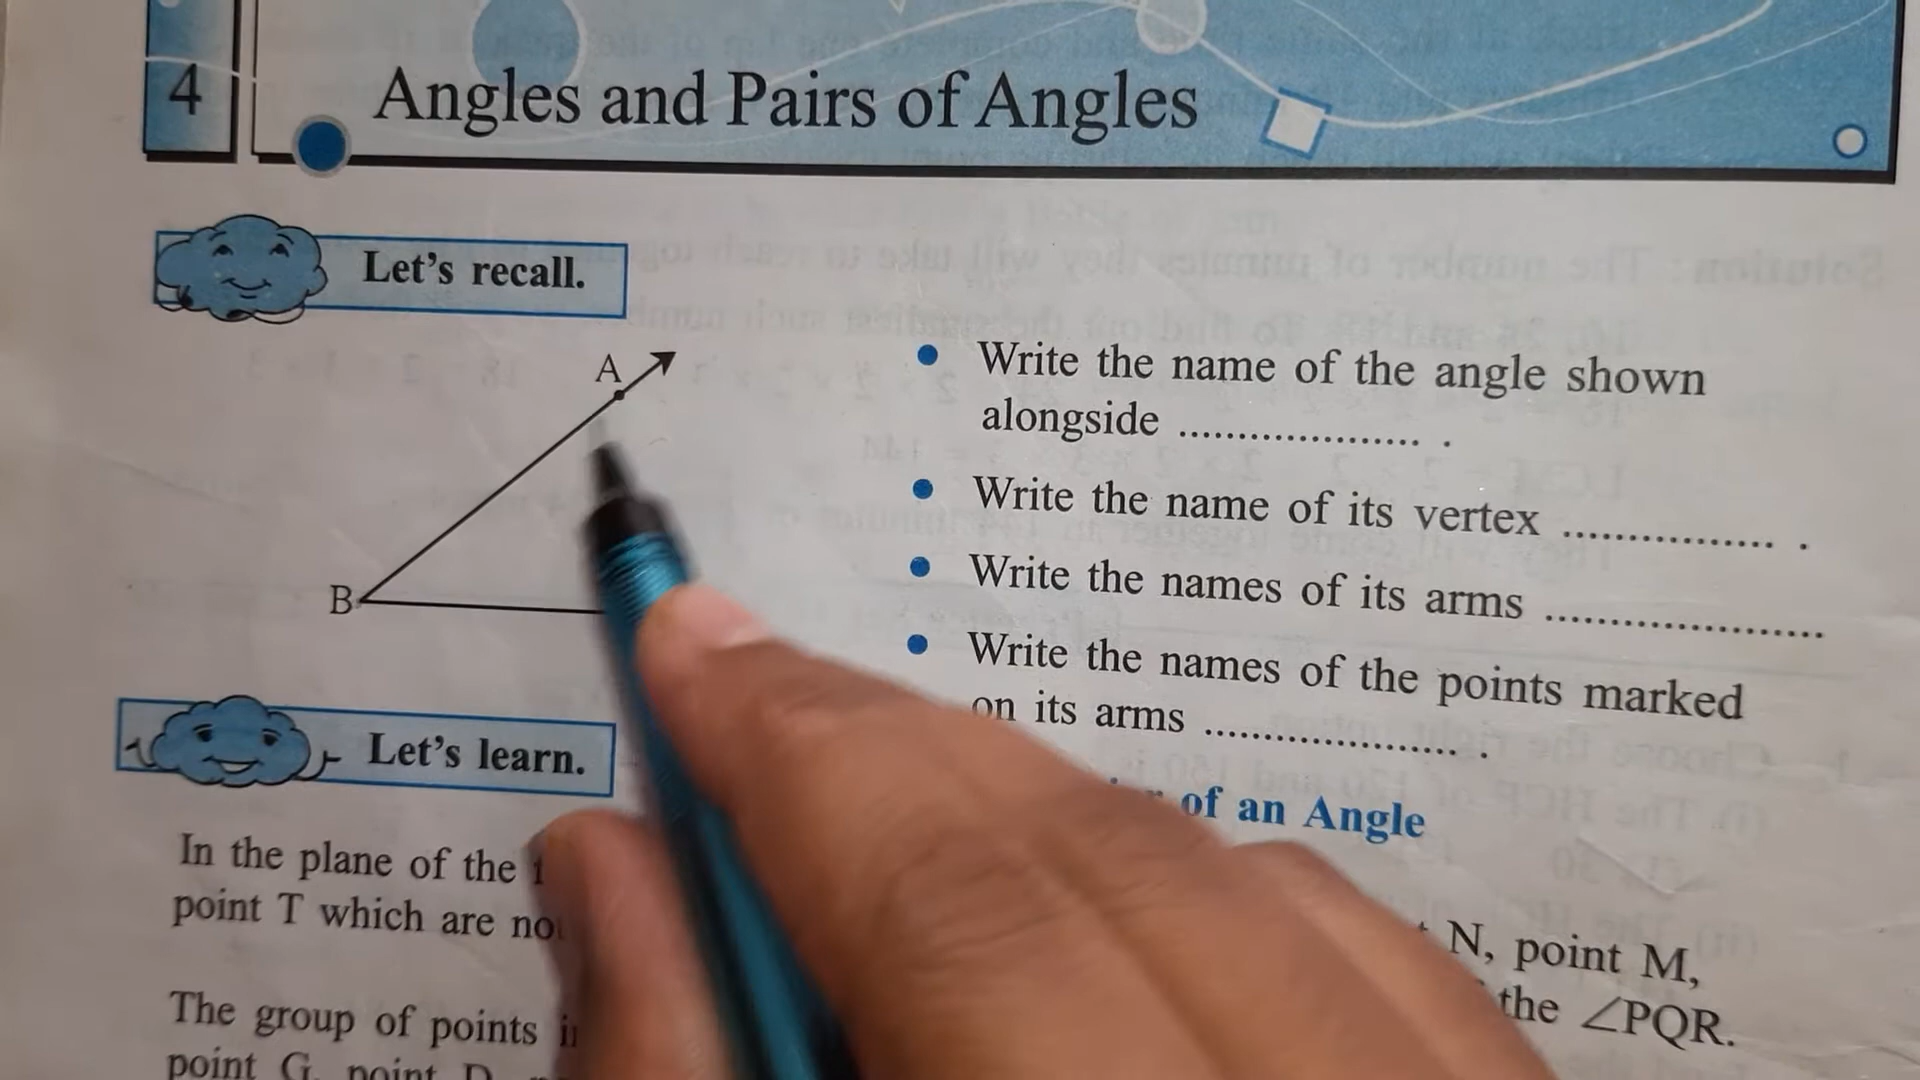 4
Angles and Pairs of Angles
Let's recall.
A
B
• Write the name of the angle shown
alongside .................... .
• Write the name of its vertex ................ .
• Write the names of its arms ......................
• Write the names of the points marked
on its arms ..................... .
Let's learn.
of an Angle
In the plane of the
N, point M,
point T which are
the ∠PQR.
The group of points
point G, point D,